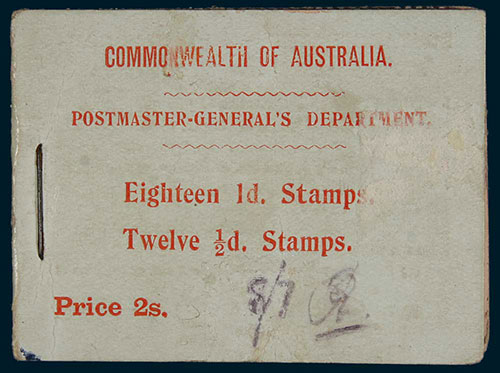 COMMONWEALTH OF AUSTRALIA.
POSTMASTER-GENERAL'S DEPARTMENT.
Eighteen 1d. Stamps.
Twelve ½d. Stamps.
Price 2s.